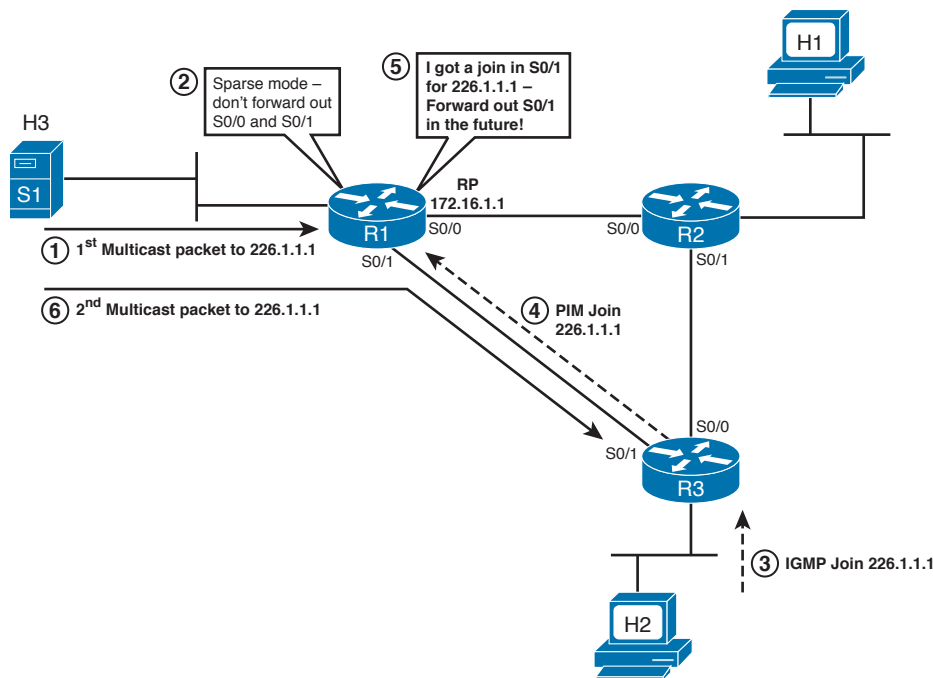 H1
2
Sparse mode –
don't forward out
S0/0 and S0/1
5
I got a join in S0/1
for 226.1.1.1 –
Forward out S0/1
in the future!
H3
S1
RP
172.16.1.1
R1
S0/0
S0/1
S0/0
R2
S0/1
1 1st Multicast packet to 226.1.1.1
6 2nd Multicast packet to 226.1.1.1
4 PIM Join
226.1.1.1
S0/0
S0/1
R3
3 IGMP Join 226.1.1.1
H2